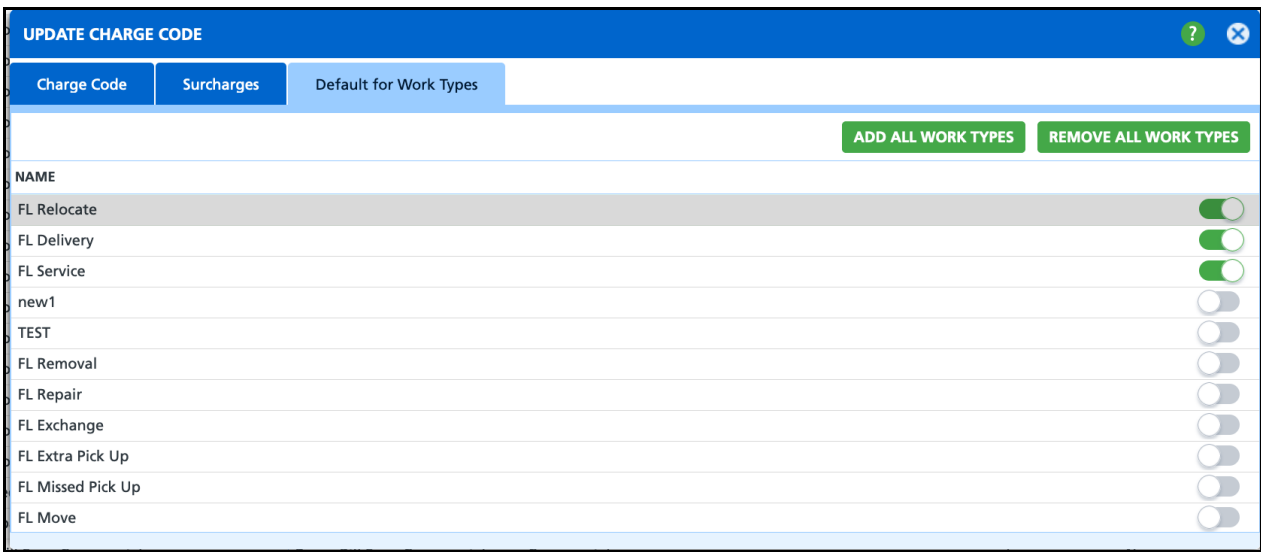 UPDATE CHARGE CODE ?
Charge Code Surcharges Default for Work Types
ADD ALL WORK TYPES REMOVE ALL WORK TYPES
NAME
FL Relocate
FL Delivery
FL Service
new1
TEST
FL Removal
FL Repair
FL Exchange
FL Extra Pick Up
FL Missed Pick Up
FL Move